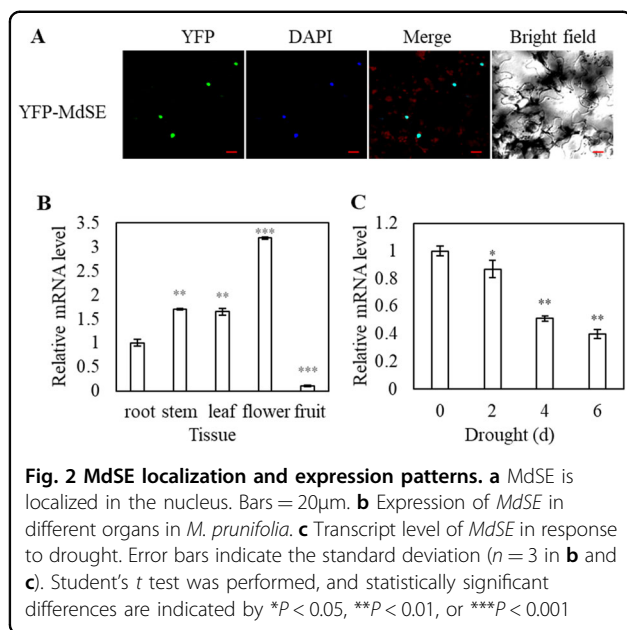 A
YFP DAPI Merge Bright field
YFP-MdSE
B
Relative mRNA level
3.5
3
2.5
2
1.5
1
0.5
0
** ** *** ***
root stem leaf flower fruit
Tissue
C
Relative mRNA level
1.2
1
0.8
0.6
0.4
0.2
0
* ** **
0 2 4 6
Drought (d)
Fig. 2 MdSE localization and expression patterns. a MdSE is
localized in the nucleus. Bars = 20μm. b Expression of MdSE in
different organs in M. prunifolia. c Transcript level of MdSE in response
to drought. Error bars indicate the standard deviation (n = 3 in b and
c). Student's t test was performed, and statistically significant
differences are indicated by *P < 0.05, **P < 0.01, or ***P < 0.001